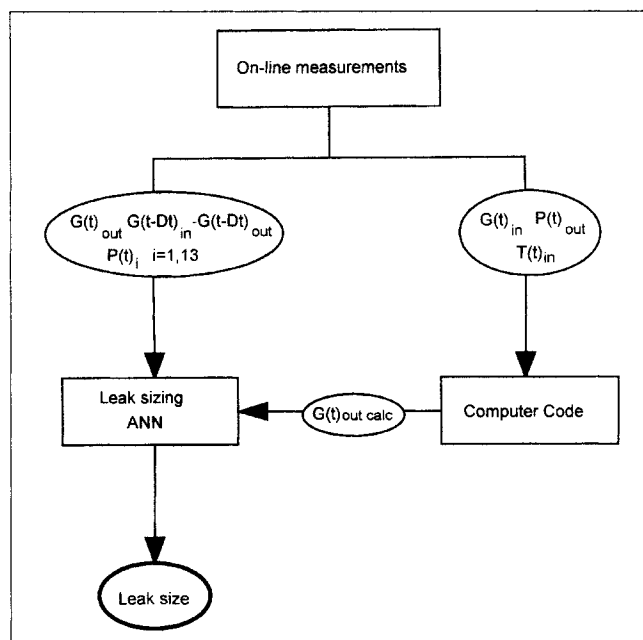 On-line measurements
G(t)out G(t-Dt)in-G(t-Dt)out
P(t)i i=1,13
G(t)in P(t)out
T(t)in
Leak sizing
ANN
G(t)out calc
Computer Code
Leak size